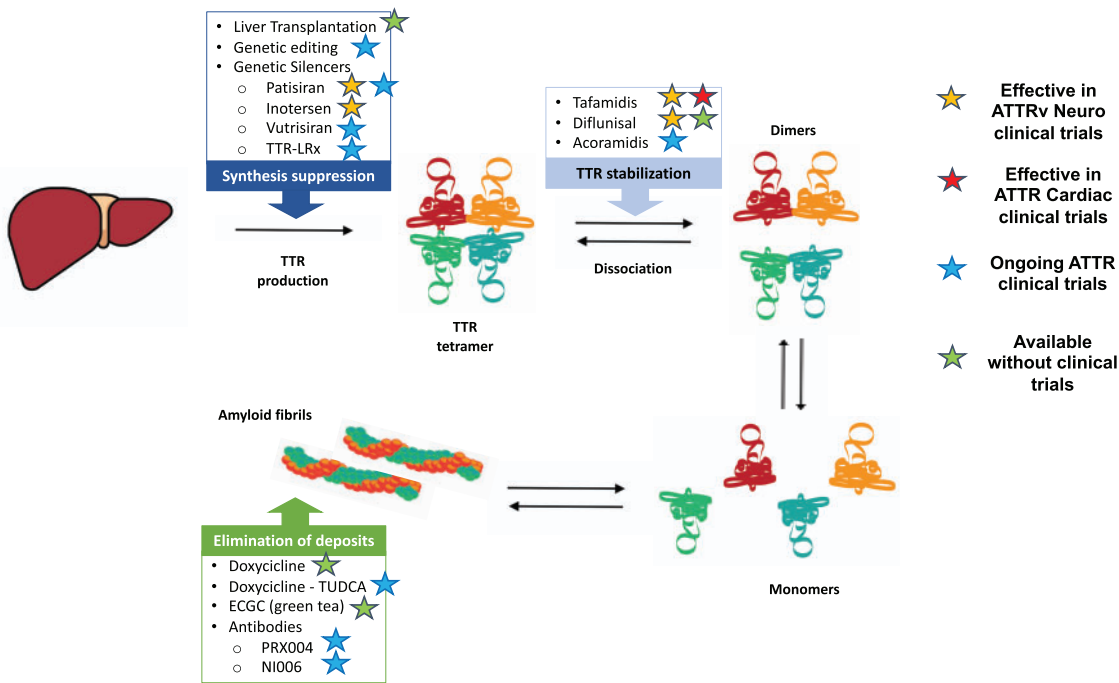 • Liver Transplantation
• Genetic editing
• Genetic Silencers
o Patisiran
o Inotersen
o Vutrisiran
o TTR-LRx
Synthesis suppression
TTR
production
• Tafamidis
• Diflunisal
• Acoramidis
TTR stabilization
Dissociation
TTR
tetramer
Dimers
Monomers
Amyloid fibrils
Elimination of deposits
• Doxycicline
• Doxycicline - TUDCA
• ECGC (green tea)
• Antibodies
o PRX004
o NI006
Effective in
ATTRv Neuro
clinical trials
Effective in
ATTR Cardiac
clinical trials
Ongoing ATTR
clinical trials
Available
without clinical
trials